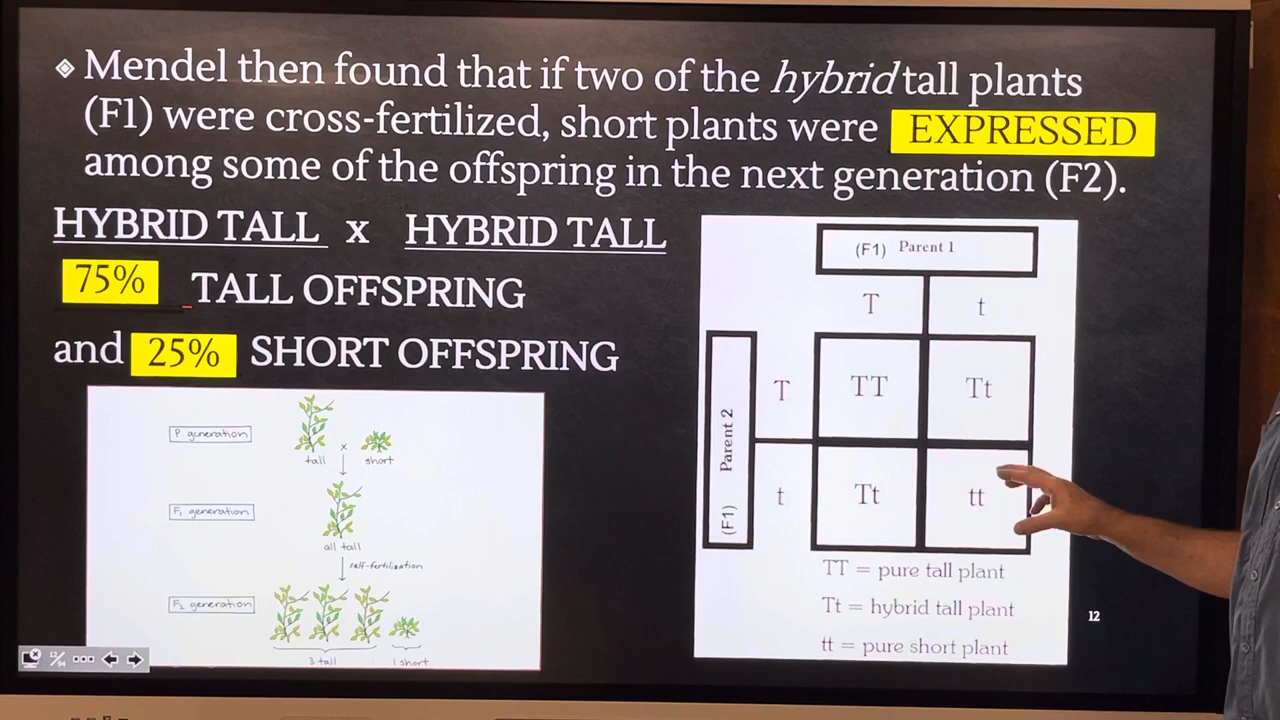 Mendel then found that if two of the hybrid tall plants
(F1) were cross-fertilized, short plants were EXPRESSED
among some of the offspring in the next generation (F2).
HYBRID TALL x HYBRID TALL
75% TALL OFFSPRING
and 25% SHORT OFFSPRING
P generation
x
tall short
F₁ generation
all tall
self-fertilization
F₂ generation
3 tall 1 short
(F1) Parent 1
T t
(F1) Parent 2
T TT Tt
t Tt tt
TT = pure tall plant
Tt = hybrid tall plant
tt = pure short plant
12